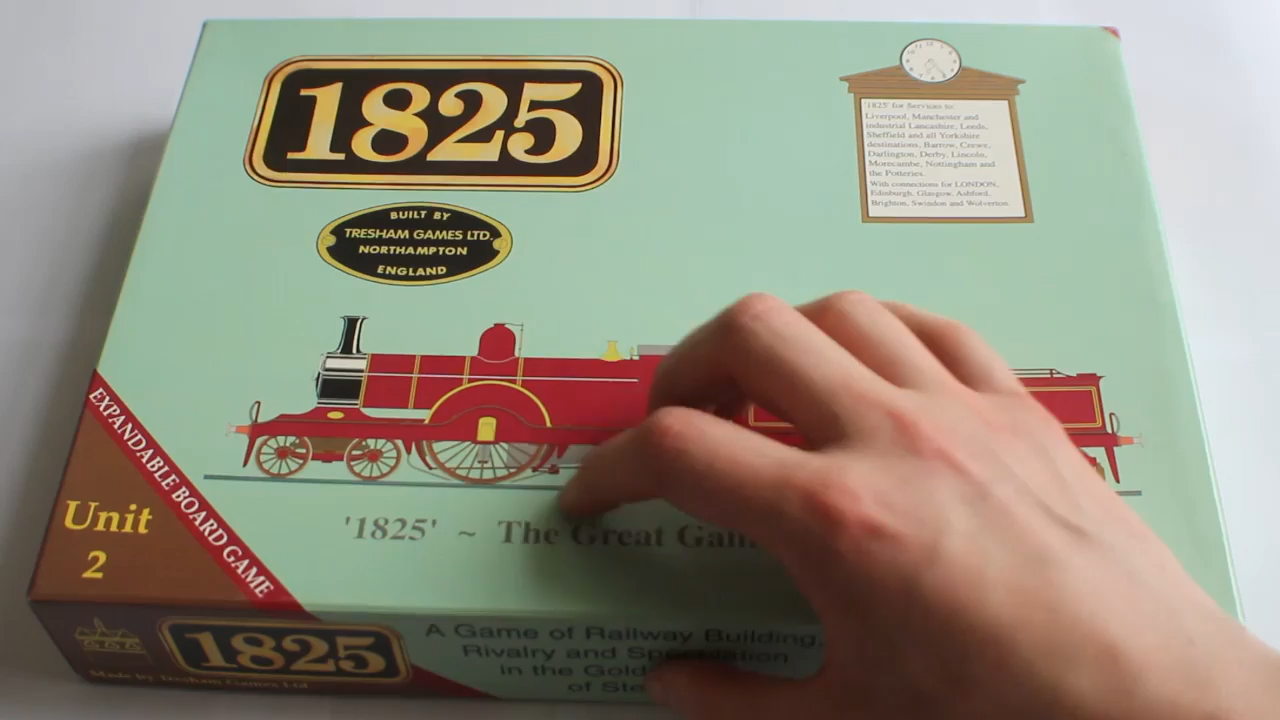 1825
'1825' for Services to:
Liverpool, Manchester and
industrial Lancashire, Leeds,
Sheffield and all Yorkshire
destinations, Barrow, Crewe,
Darlington, Derby, Lincoln,
Morecambe, Nottingham and
the Potteries.
With connections for LONDON,
Edinburgh, Glasgow, Ashford,
Brighton, Swindon and Wolverton.
BUILT BY
TRESHAM GAMES LTD.
NORTHAMPTON
ENGLAND
EXPANDABLE BOARD GAME
Unit
2
'1825' ~ The Great
1825
Made by Tresham Games Ltd
A Game of Railway Building,
Rivalry and
in the
of